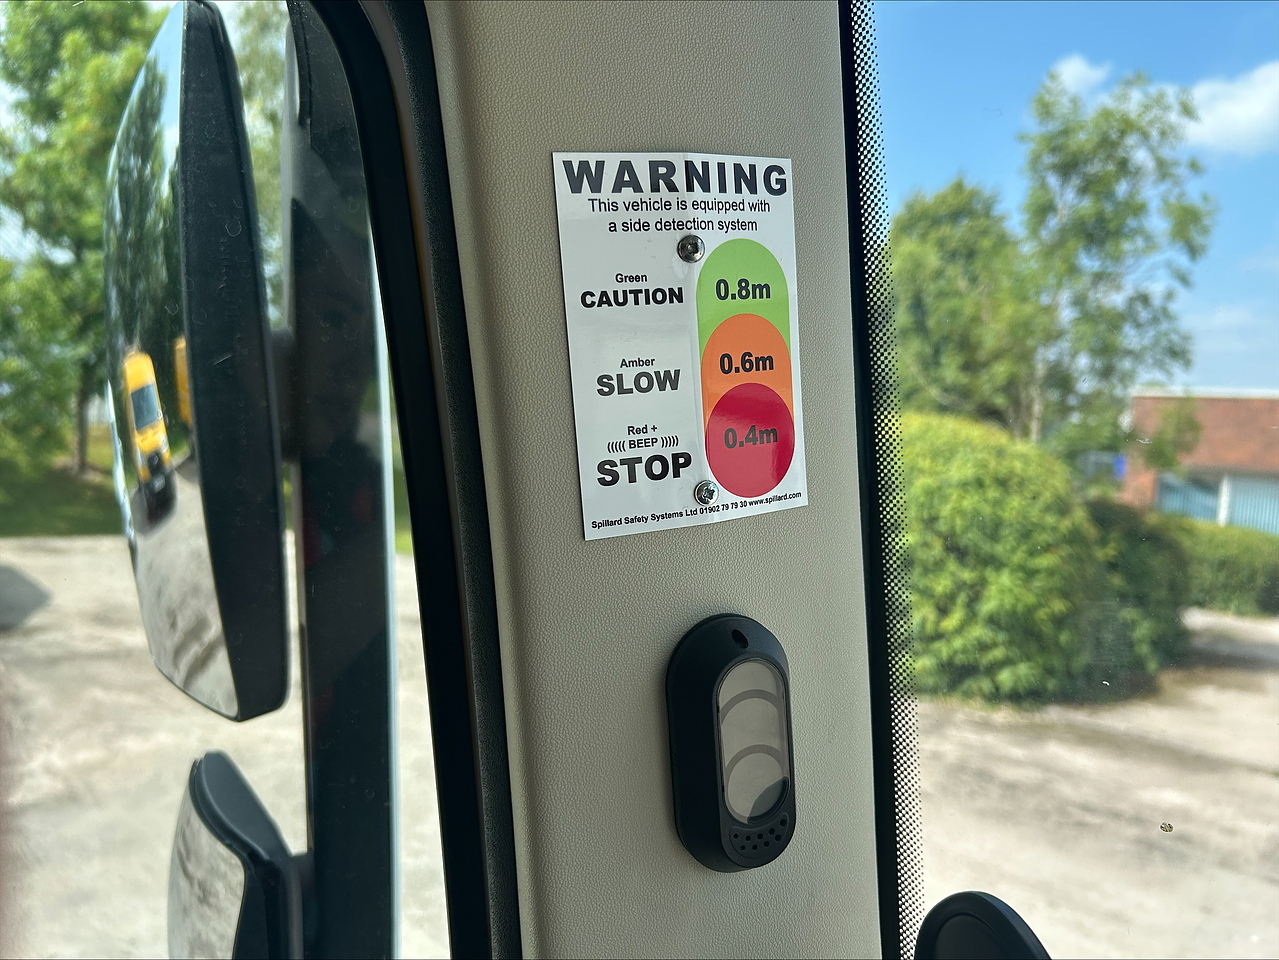 WARNING
This vehicle is equipped with
a side detection system
Green
CAUTION
0.8m
Amber
SLOW
0.6m
Red +
((((( BEEP )))))
STOP
0.4m
Spillard Safety Systems Ltd 01902 79 79 30 www.spillard.com